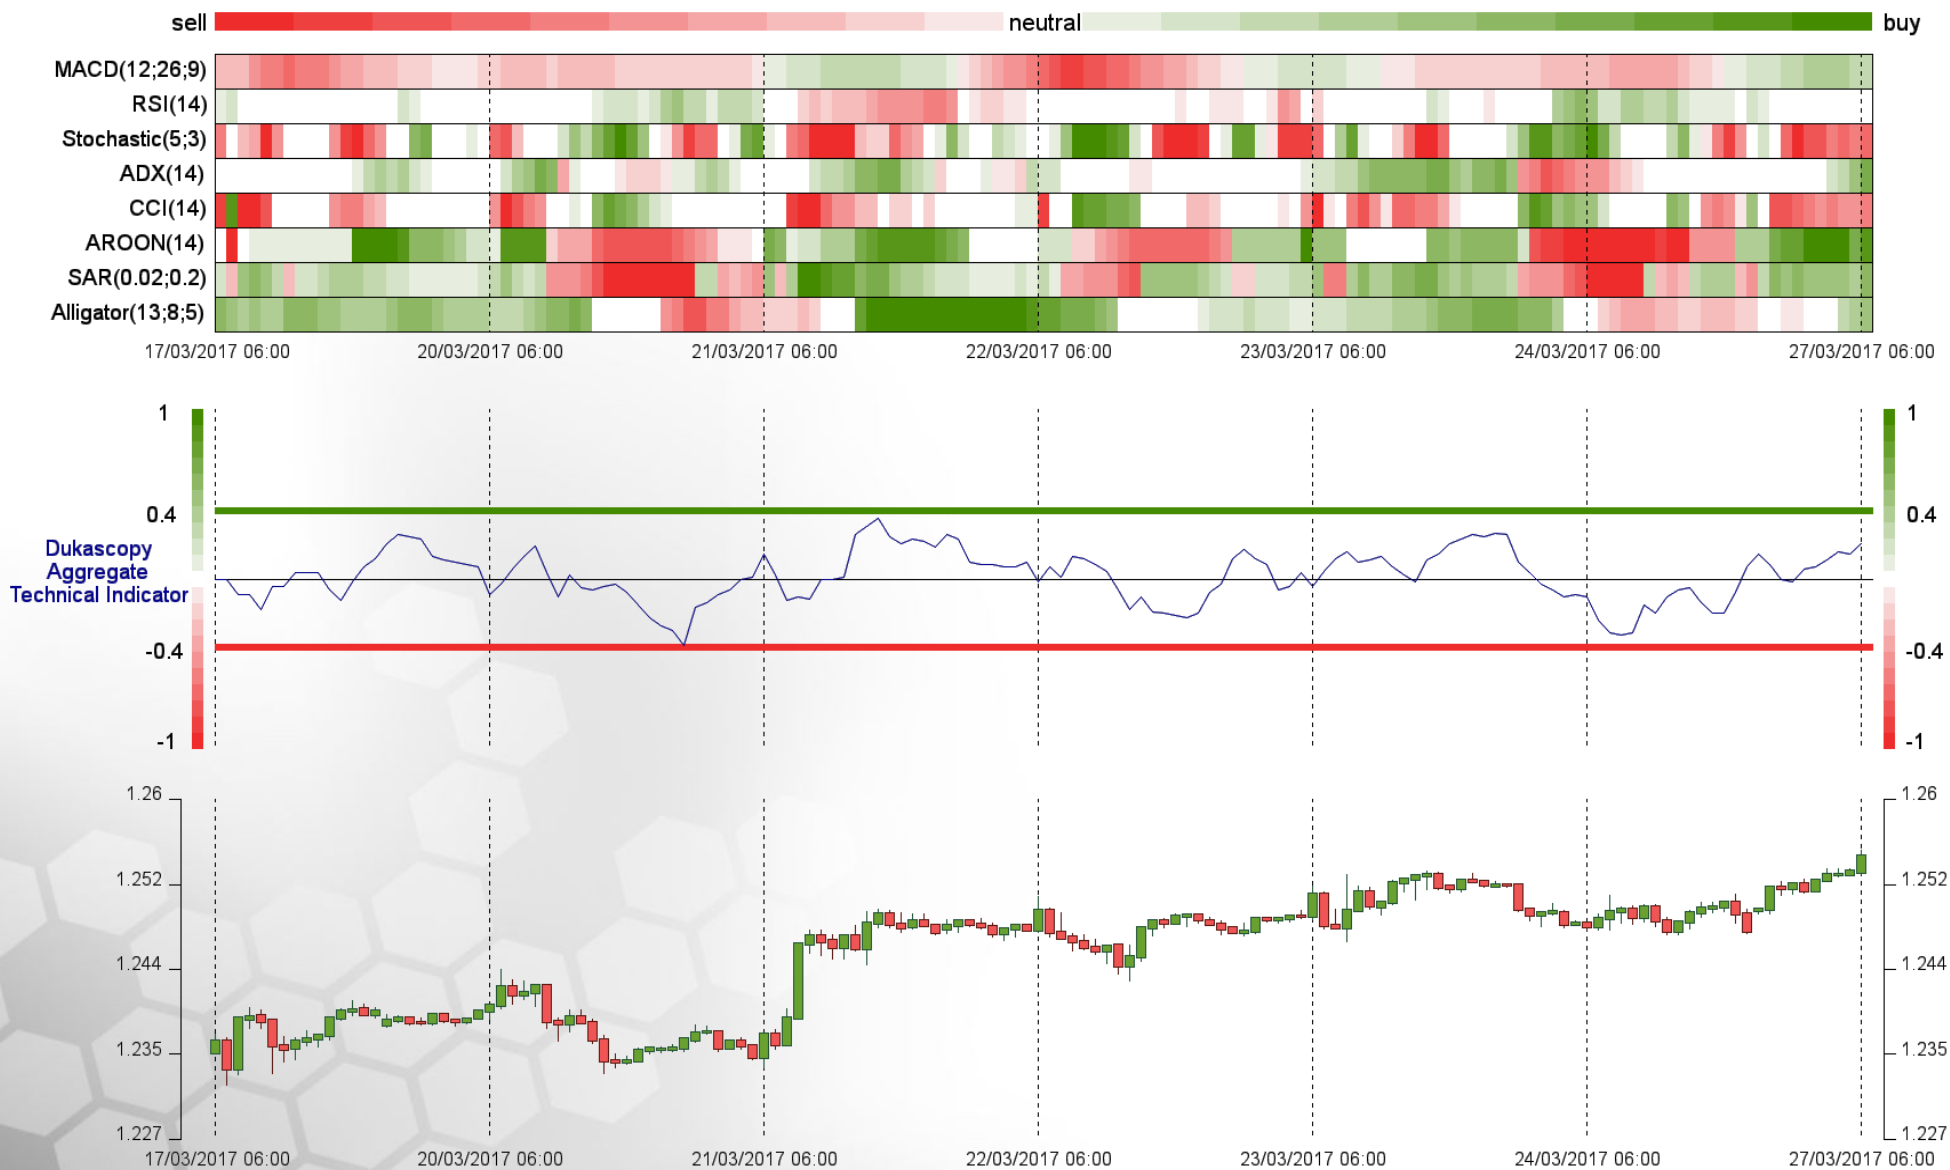 sell neutral buy
MACD(12;26;9)
RSI(14)
Stochastic(5;3)
ADX(14)
CCI(14)
AROON(14)
SAR(0.02;0.2)
Alligator(13;8;5)
17/03/2017 06:00 20/03/2017 06:00 21/03/2017 06:00 22/03/2017 06:00 23/03/2017 06:00 24/03/2017 06:00 27/03/2017 06:00
1 1
0.4 0.4
Dukascopy
Aggregate
Technical Indicator
-0.4 -0.4
-1 -1
1.26 1.26
1.252 1.252
1.244 1.244
1.235 1.235
1.227 1.227
17/03/2017 06:00 20/03/2017 06:00 21/03/2017 06:00 22/03/2017 06:00 23/03/2017 06:00 24/03/2017 06:00 27/03/2017 06:00